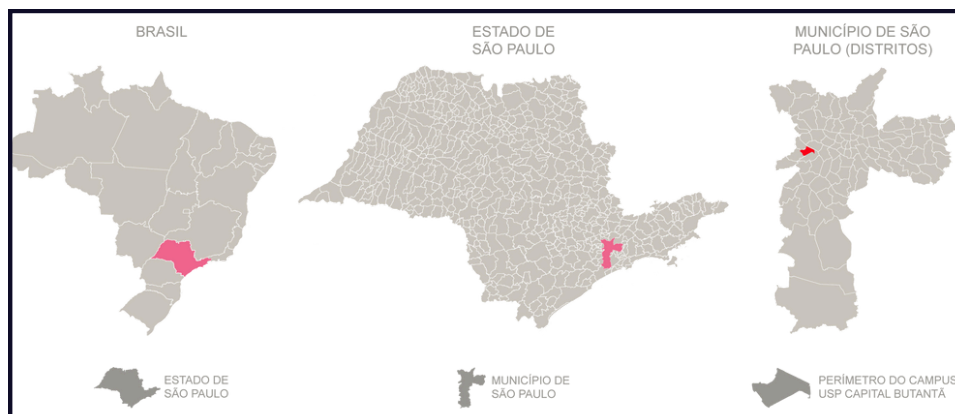 BRASIL
ESTADO DE
SÃO PAULO
MUNICÍPIO DE SÃO
PAULO (DISTRITOS)
ESTADO DE
SÃO PAULO
MUNICÍPIO DE
SÃO PAULO
PERÍMETRO DO CAMPUS
USP CAPITAL BUTANTÃ